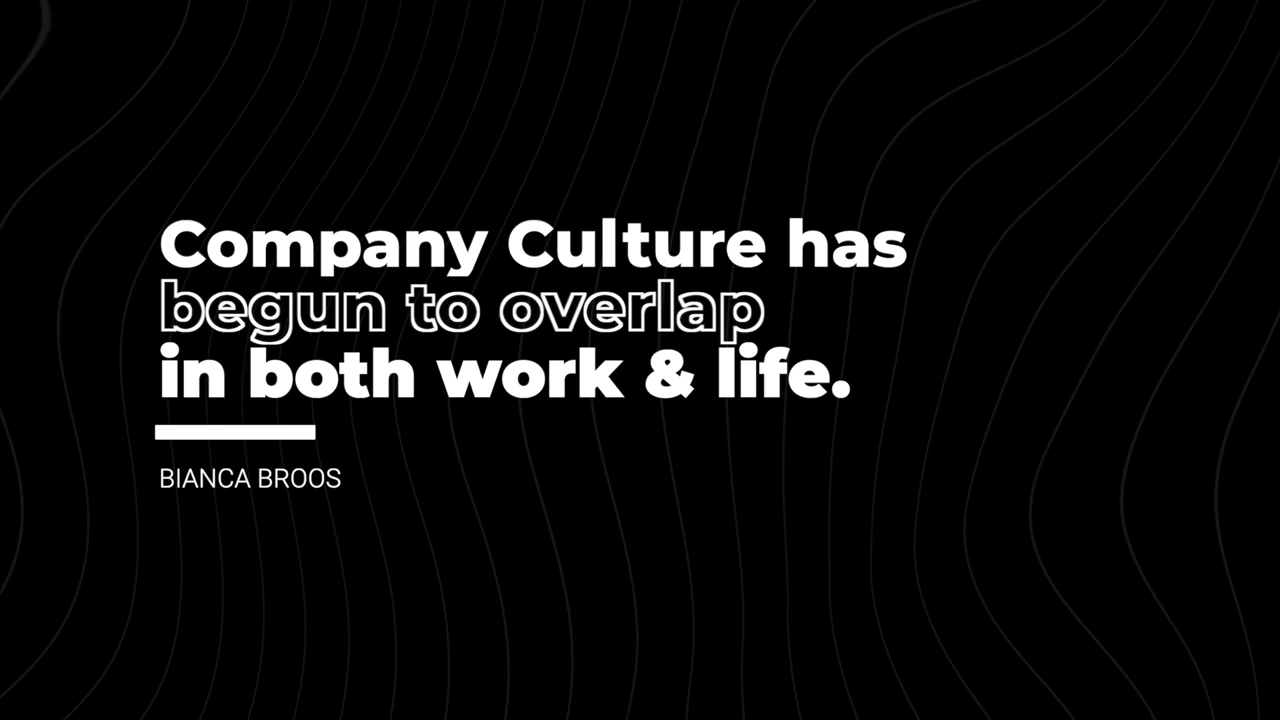 Company Culture has
begun to overlap
in both work & life.
BIANCA BROOS